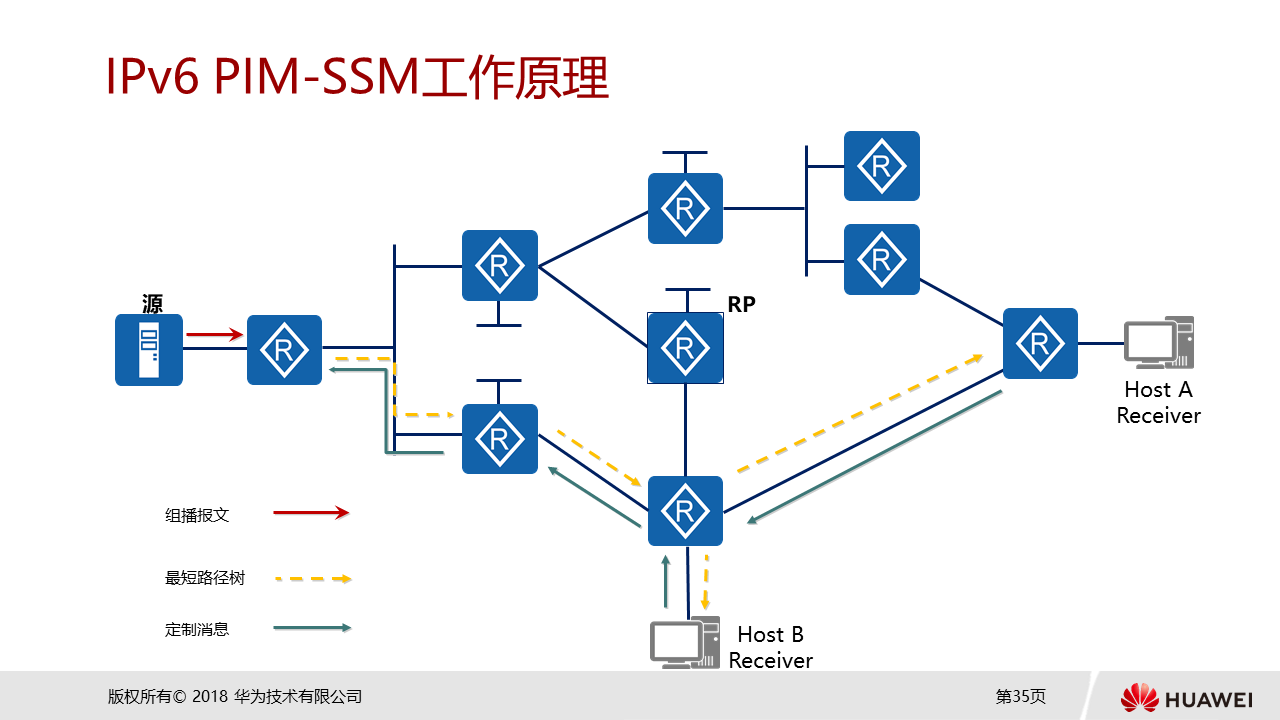 IPv6 PIM-SSM工作原理
R
R
R
R
源
RP
R
R
R
Host A
Receiver
R
R
组播报文
最短路径树
定制消息
Host B
Receiver
版权所有© 2018 华为技术有限公司
第35页
HUAWEI